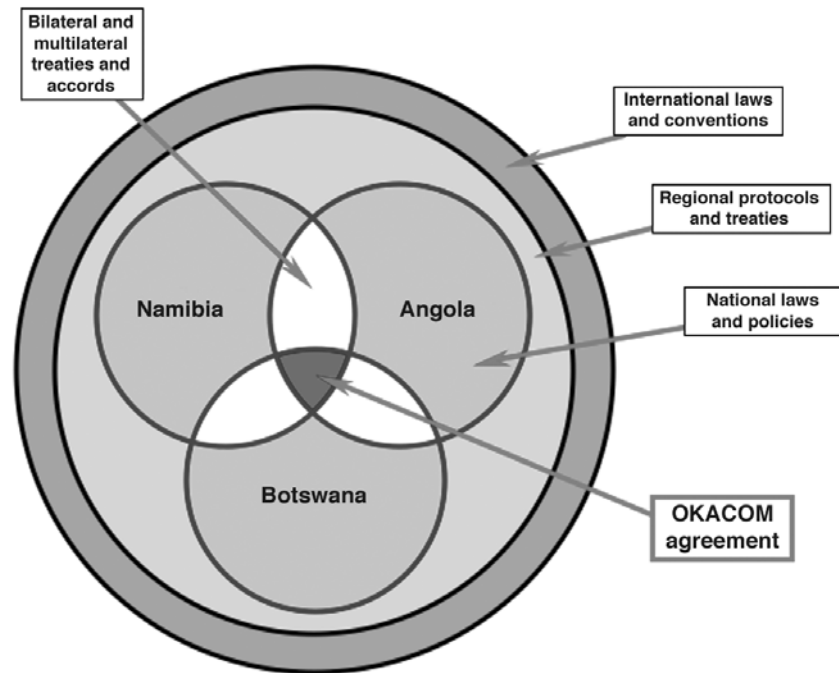 Bilateral and
multilateral
treaties and
accords
International laws
and conventions
Regional protocols
and treaties
National laws
and policies
Namibia
Angola
Botswana
OKACOM
agreement